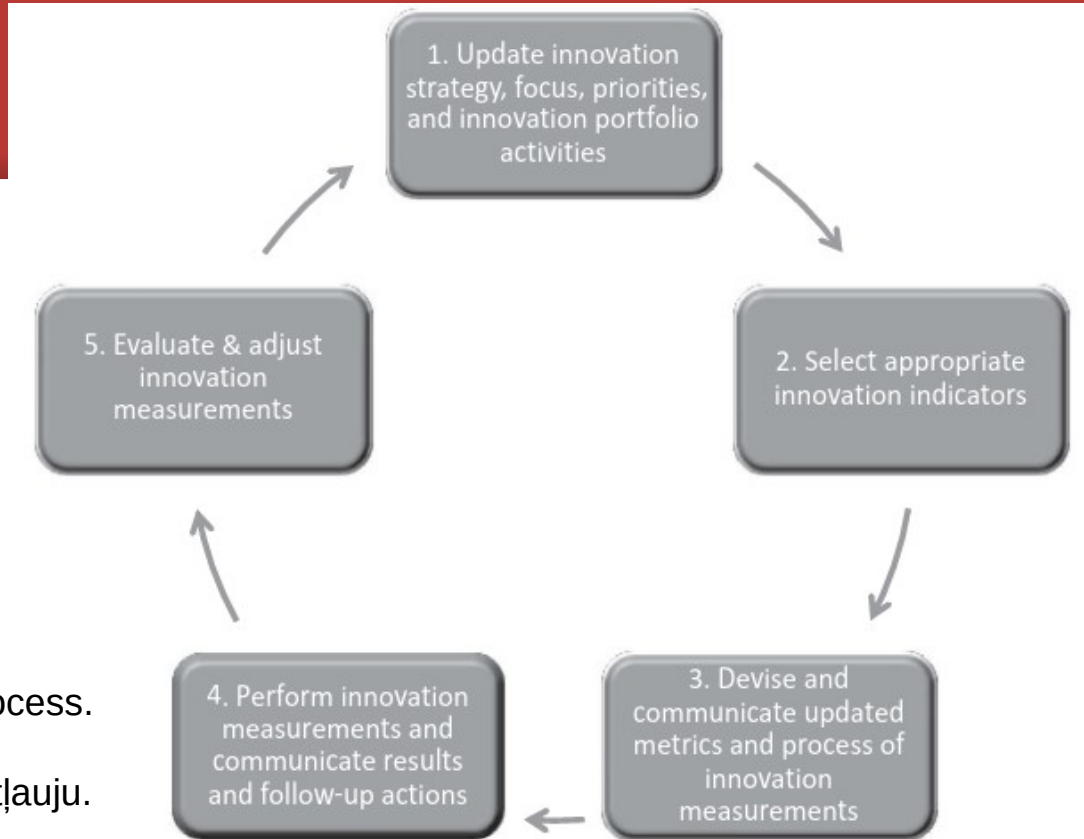 1. Update innovation
strategy, focus, priorities,
and innovation portfolio
activities
2. Select appropriate
innovation indicators
3. Devise and
communicate updated
metrics and process of
innovation
measurements
4. Perform innovation
measurements and
communicate results
and follow-up actions
5. Evaluate & adjust
innovation
measurements